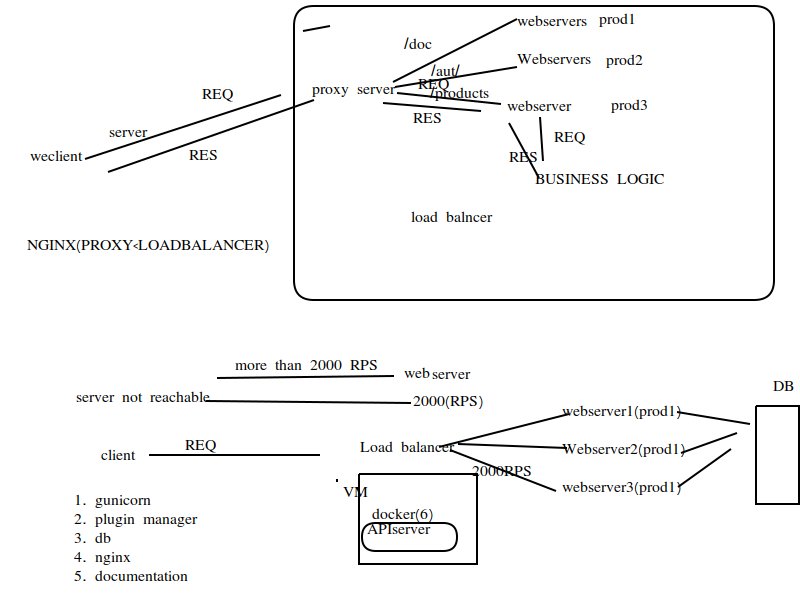 webservers prod1
/doc
Webservers prod2
/aut/
REQ
proxy server
/products
REQ
webserver prod3
RES
server
REQ
weclient
RES
RES
BUSINESS LOGIC
load balncer
NGINX(PROXY<LOADBALANCER)
more than 2000 RPS
web server
server not reachable
2000(RPS)
DB
webserver1(prod1)
client
REQ
Load balancer
Webserver2(prod1)
2000RPS
webserver3(prod1)
VM
docker(6)
APIserver
1. gunicorn
2. plugin manager
3. db
4. nginx
5. documentation